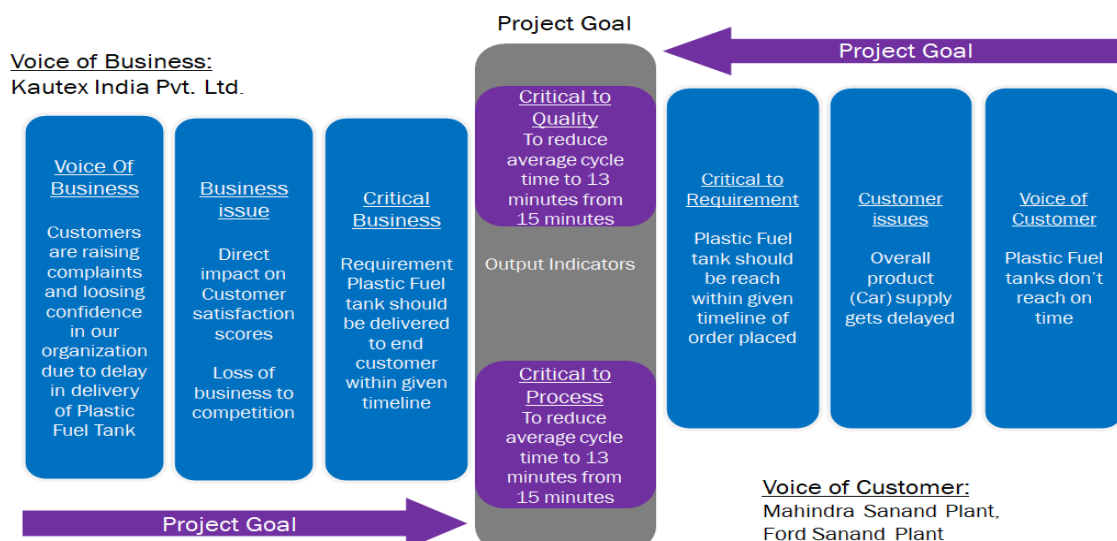 Project Goal
Project Goal
Voice of Business:
Kautex India Pvt. Ltd.
Voice Of
Business
Customers
are raising
complaints
and loosing
confidence
in our
organization
due to delay
in delivery
of Plastic
Fuel Tank
Business
issue
Direct
impact on
Customer
satisfaction
scores
Loss of
business to
competition
Critical
Business
Requirement
Plastic Fuel
tank should
be delivered
to end
customer
within given
timeline
Critical to
Quality
To reduce
average cycle
time to 13
minutes from
15 minutes
Output Indicators
Critical to
Process
To reduce
average cycle
time to 13
minutes from
15 minutes
Critical to
Requirement
Plastic Fuel
tank should
be reach
within given
timeline of
order placed
Customer
issues
Overall
product
(Car) supply
gets delayed
Voice of
Customer
Plastic Fuel
tanks don't
reach on
time
Project Goal
Voice of Customer:
Mahindra Sanand Plant,
Ford Sanand Plant